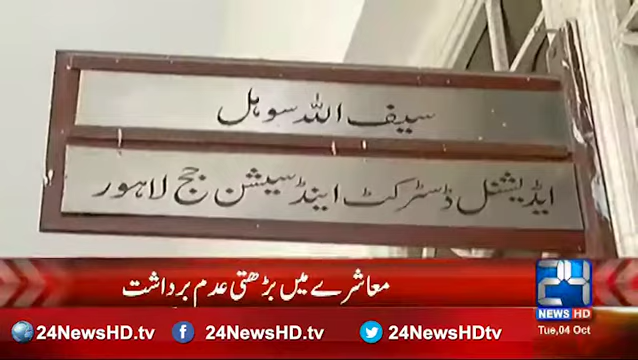 سیف اللہ سوہل
ایڈیشنل ڈسٹرکٹ اینڈ سیشن جج لاہور
معاشرے میں بڑھتی عدم برداشت
24
NEWS HD
Tue,04 Oct
24NewsHD.tv
24NewsHD.tv
24NewsHDtv